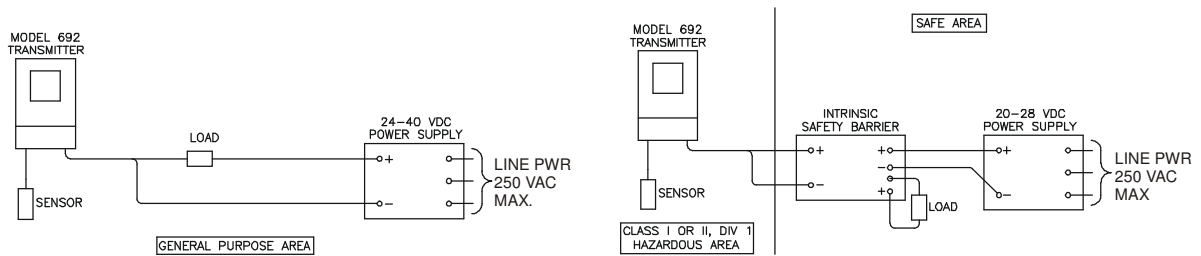 MODEL 692
TRANSMITTER
LOAD
24-40 VDC
POWER SUPPLY
+
-
SENSOR
LINE PWR
250 VAC
MAX.
GENERAL PURPOSE AREA
SAFE AREA
MODEL 692
TRANSMITTER
INTRINSIC
SAFETY BARRIER
20-28 VDC
POWER SUPPLY
+
-
+
-
+
+
-
SENSOR
LOAD
LINE PWR
250 VAC
MAX
CLASS I OR II, DIV 1
HAZARDOUS AREA